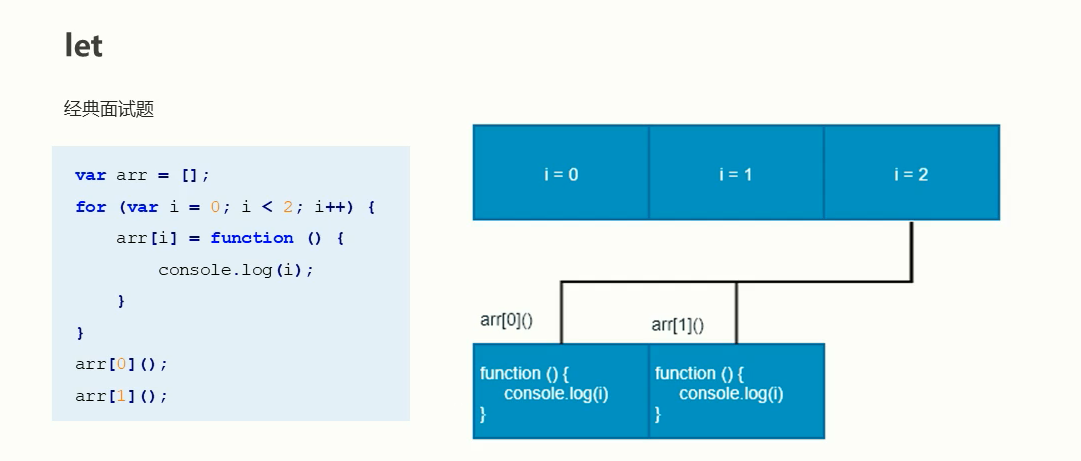 let
经典面试题
var arr = [];
for (var i = 0; i < 2; i++) {
    arr[i] = function () {
        console.log(i);
    }
}
arr[0]();
arr[1]();
i = 0
i = 1
i = 2
arr[0]()
arr[1]()
function () {
    console.log(i)
}
function () {
    console.log(i)
}